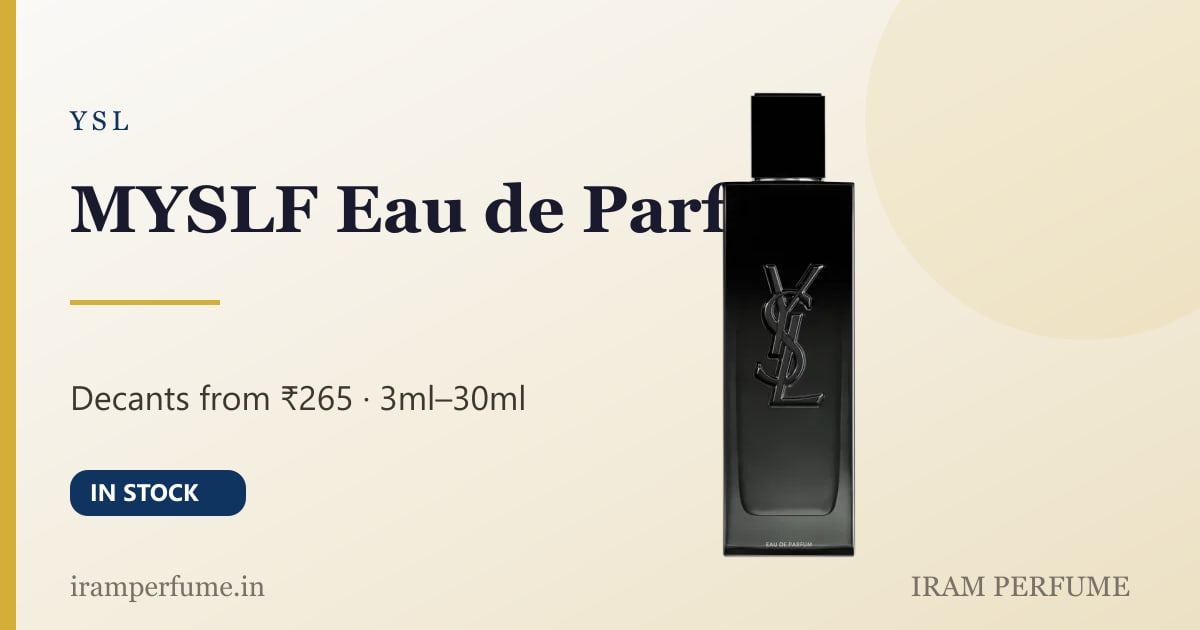 YSL
MYSLF Eau de Parf
Decants from ₹265 · 3ml–30ml
IN STOCK
YSL
EAU DE PARFUM
iramperfume.in
IRAM PERFUME